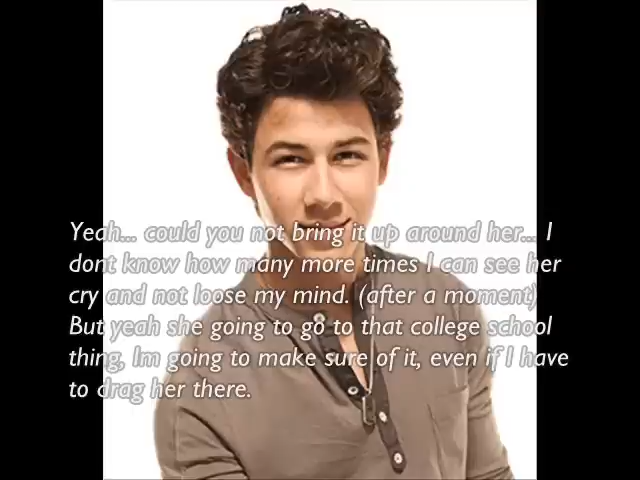 Yeah... could you not bring it up around her... I
dont know how many more times I can see her
cry and not loose my mind. (after a moment)
But yeah she going to go to that college school
thing, Im going to make sure of it, even if I have
to drag her there.